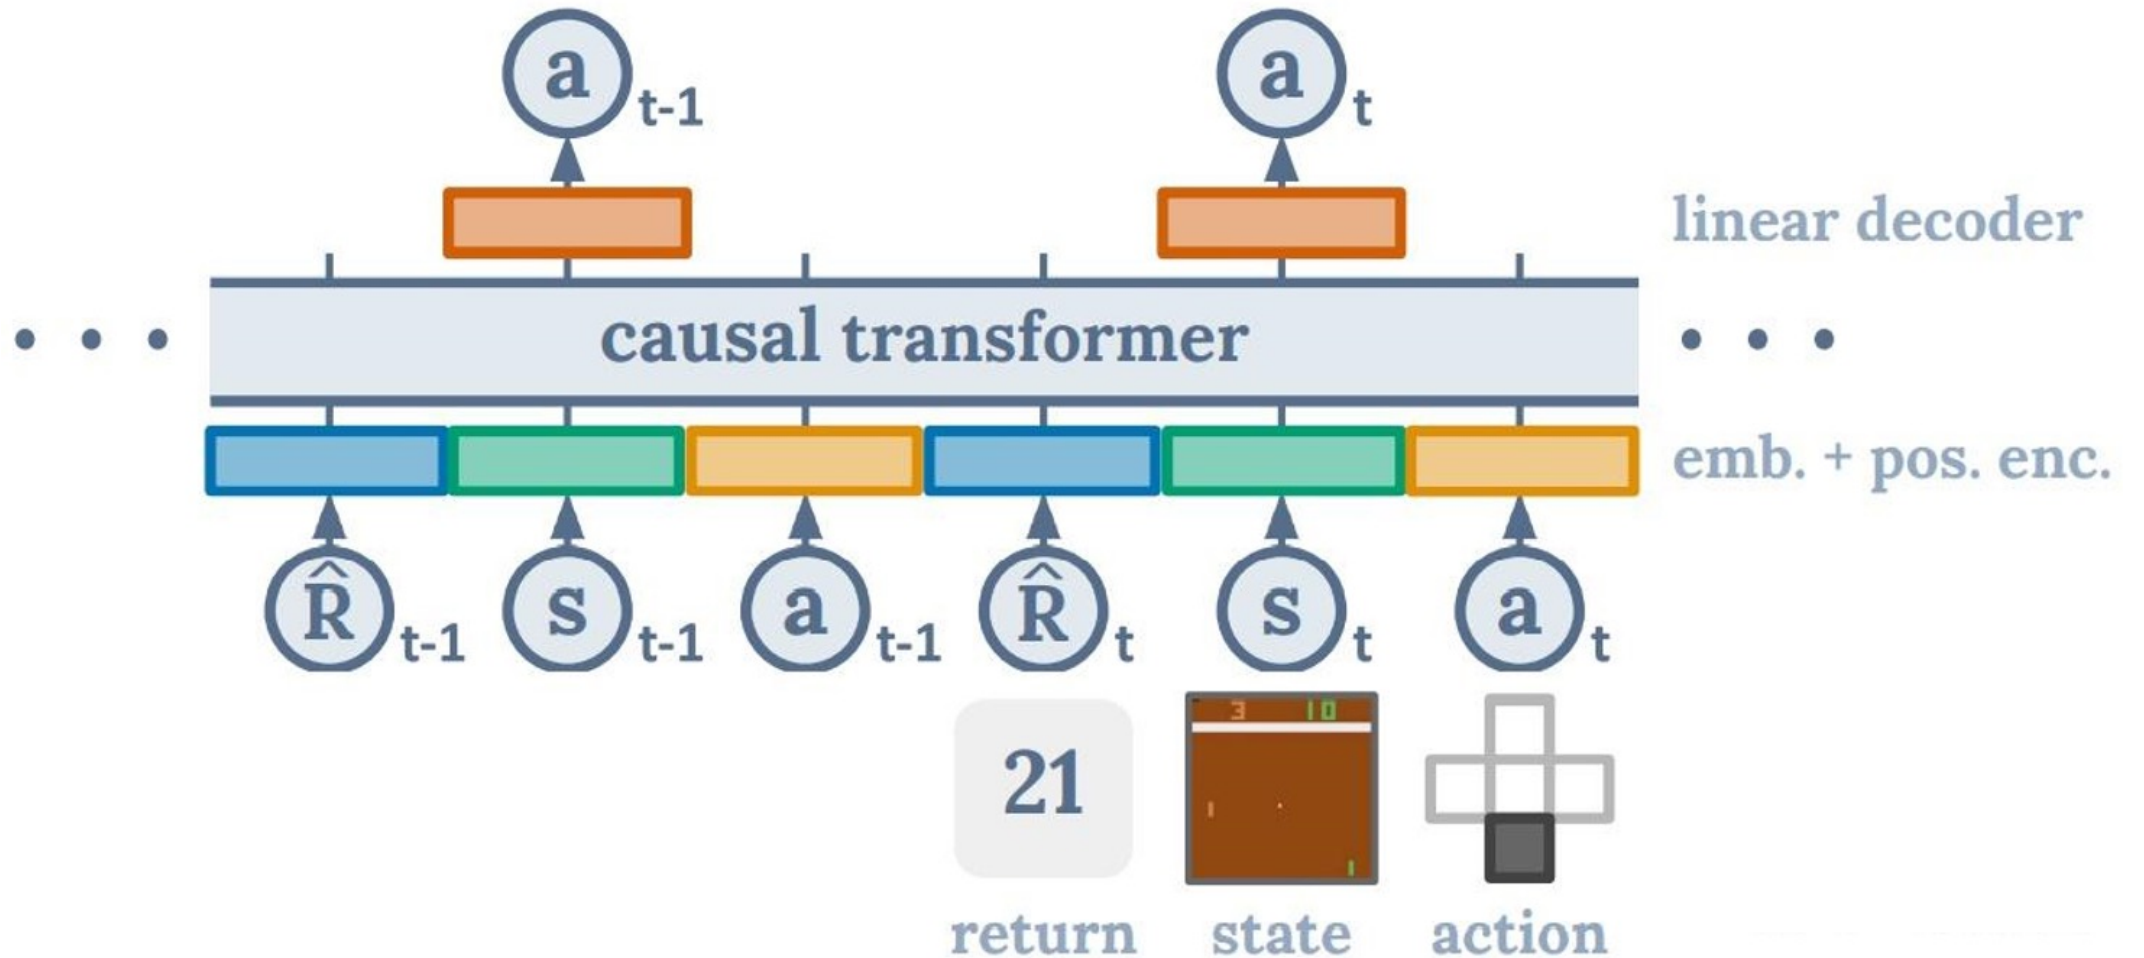 a t-1 a t
linear decoder
causal transformer
emb. + pos. enc.
R̂ t-1 s t-1 a t-1 R̂ t s t a t
3 10
21
return state action